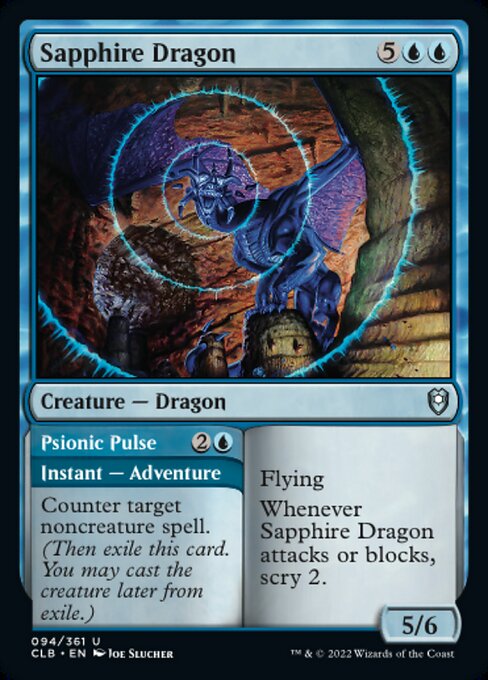 Sapphire Dragon 5
Creature — Dragon
Psionic Pulse 2
Instant — Adventure
Counter target
noncreature spell.
(Then exile this card.
You may cast the
creature later from
exile.)
Flying
Whenever
Sapphire Dragon
attacks or blocks,
scry 2.
5/6
094/361 U
CLB • EN Joe Slucher
™ & © 2022 Wizards of the Coast